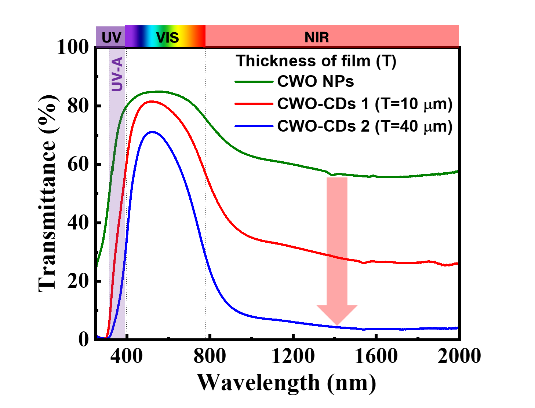 UV VIS NIR
UV-A
Thickness of film (T)
CWO NPs
CWO-CDs 1 (T=10 μm)
CWO-CDs 2 (T=40 μm)
Transmittance (%)
100
80
60
40
20
0
400 800 1200 1600 2000
Wavelength (nm)